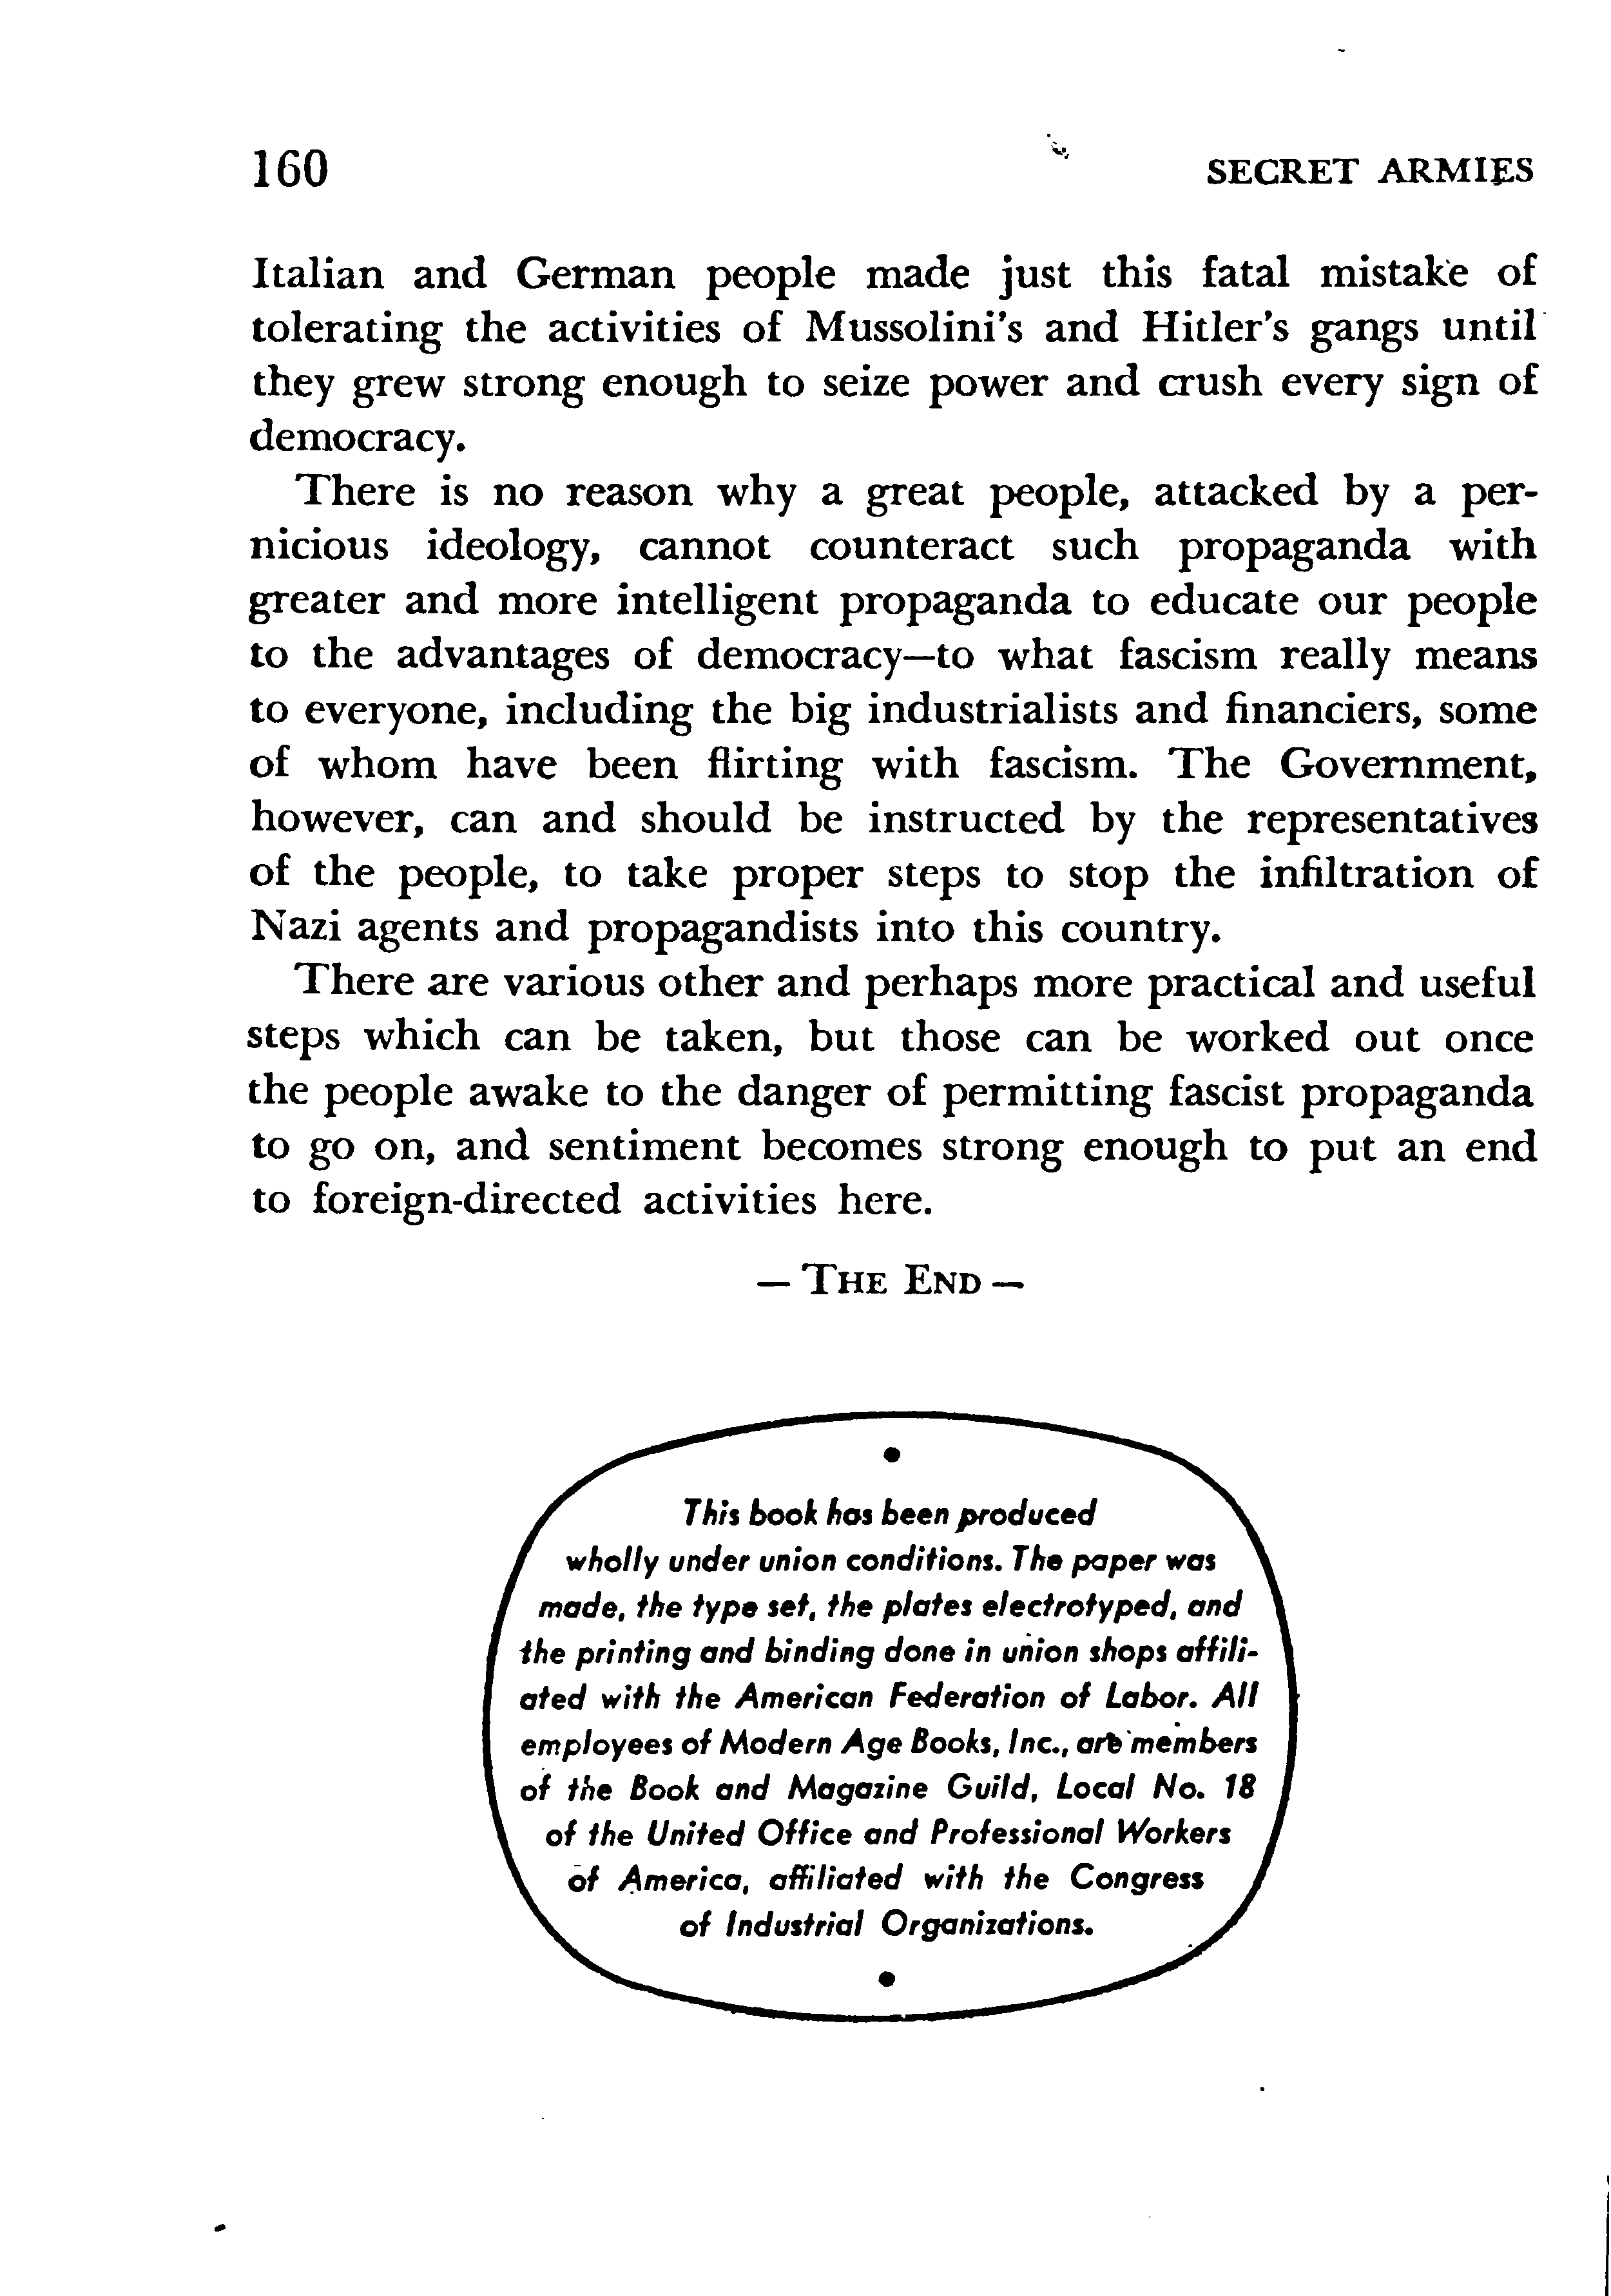 160 SECRET ARMIES
Italian and German people made just this fatal mistake of
tolerating the activities of Mussolini's and Hitler's gangs until
they grew strong enough to seize power and crush every sign of
democracy.
There is no reason why a great people, attacked by a per-
nicious ideology, cannot counteract such propaganda with
greater and more intelligent propaganda to educate our people
to the advantages of democracy—to what fascism really means
to everyone, including the big industrialists and financiers, some
of whom have been flirting with fascism. The Government,
however, can and should be instructed by the representatives
of the people, to take proper steps to stop the infiltration of
Nazi agents and propagandists into this country.
There are various other and perhaps more practical and useful
steps which can be taken, but those can be worked out once
the people awake to the danger of permitting fascist propaganda
to go on, and sentiment becomes strong enough to put an end
to foreign-directed activities here.
— THE END —
This book has been produced
wholly under union conditions. The paper was
made, the type set, the plates electrotyped, and
the printing and binding done in union shops affili-
ated with the American Federation of Labor. All
employees of Modern Age Books, Inc., are members
of the Book and Magazine Guild, Local No. 18
of the United Office and Professional Workers
of America, affiliated with the Congress
of Industrial Organizations.